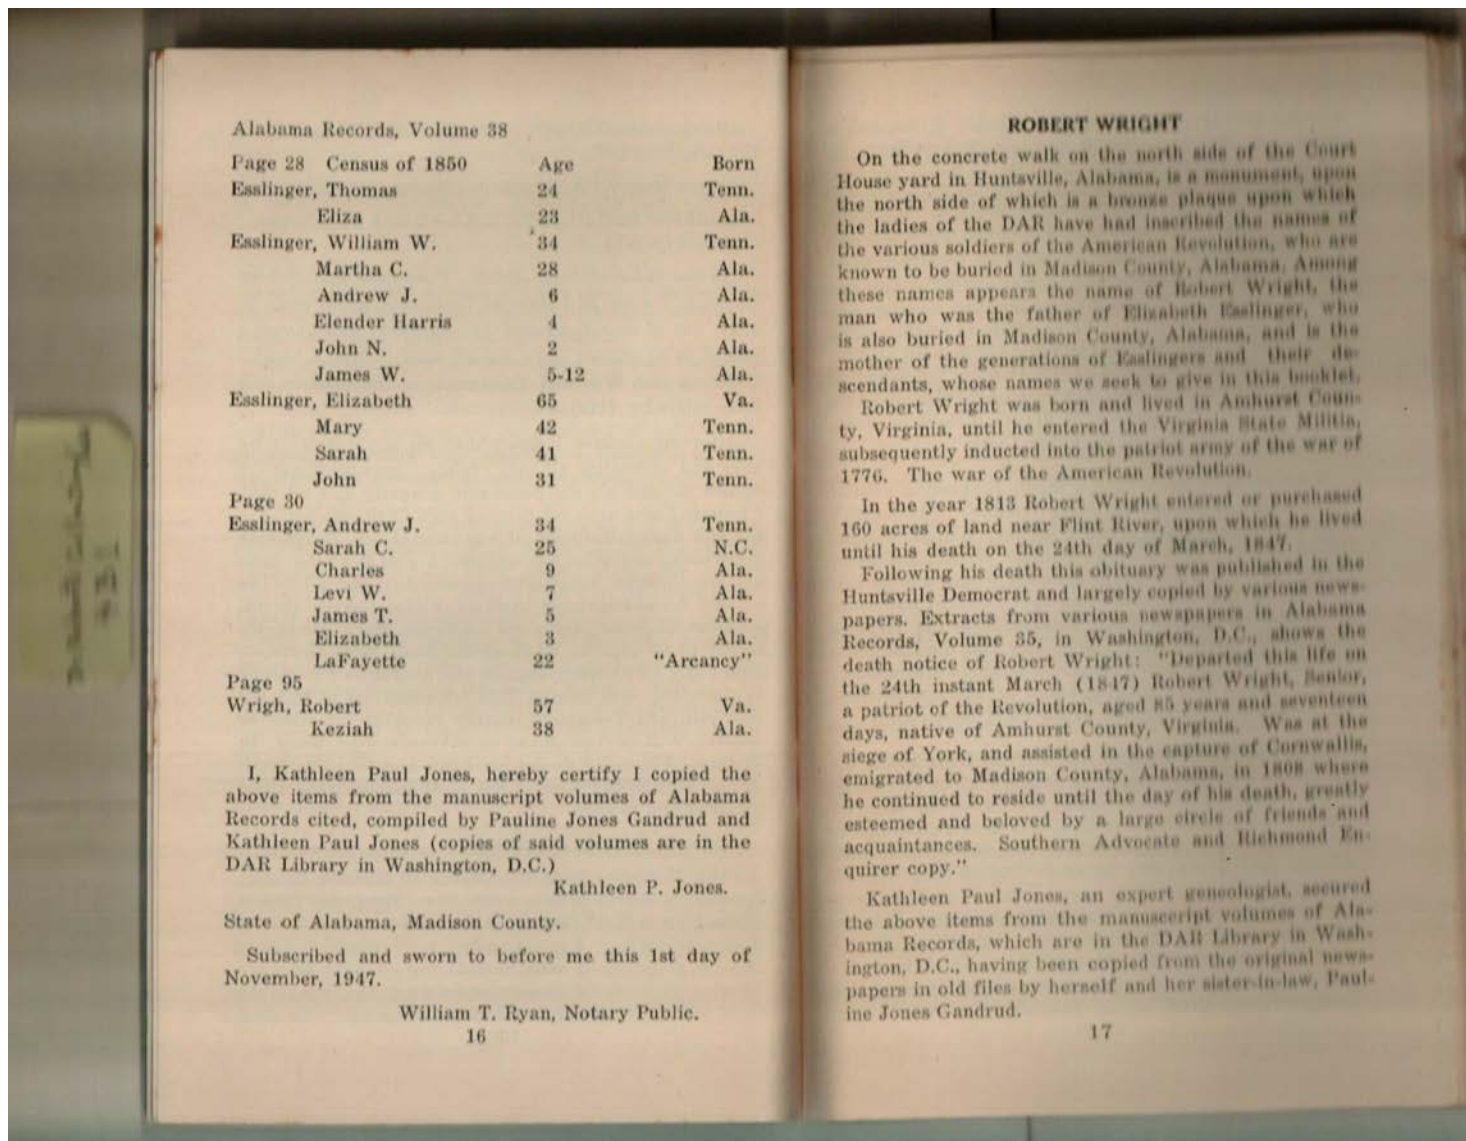 Alabama Records, Volume 38
Page 28 Census of 1850 Age Born
Esslinger, Thomas 24 Tenn.
Eliza 23 Ala.
Esslinger, William W. 34 Tenn.
Martha C. 28 Ala.
Andrew J. 6 Ala.
Elender Harris 4 Ala.
John N. 2 Ala.
James W. 5-12 Ala.
Esslinger, Elizabeth 65 Va.
Mary 42 Tenn.
Sarah 41 Tenn.
John 31 Tenn.
Page 30
Esslinger, Andrew J. 34 Tenn.
Sarah C. 25 N.C.
Charles 9 Ala.
Levi W. 7 Ala.
James T. 5 Ala.
Elizabeth 3 Ala.
LaFayette 22 "Arcancy"
Page 95
Wrigh, Robert 57 Va.
Keziah 38 Ala.
I, Kathleen Paul Jones, hereby certify I copied the
above items from the manuscript volumes of Alabama
Records cited, compiled by Pauline Jones Gandrud and
Kathleen Paul Jones (copies of said volumes are in the
DAR Library in Washington, D.C.)
Kathleen P. Jones.
State of Alabama, Madison County.
Subscribed and sworn to before me this 1st day of
November, 1947.
William T. Ryan, Notary Public.
16
ROBERT WRIGHT
On the concrete walk on the north side of the Court
House yard in Huntsville, Alabama, is a monument, upon
the north side of which is a bronze plaque upon which
the ladies of the DAR have had inscribed the names of
the various soldiers of the American Revolution, who are
known to be buried in Madison County, Alabama. Among
these names appears the name of Robert Wright, the
man who was the father of Elizabeth Esslinger, who
is also buried in Madison County, Alabama, and is the
mother of the generations of Esslingers and their de-
scendants, whose names we seek to give in this booklet.
Robert Wright was born and lived in Amhurst Coun-
ty, Virginia, until he entered the Virginia State Militia,
subsequently inducted into the patriot army of the war of
1776. The war of the American Revolution.
In the year 1813 Robert Wright entered or purchased
160 acres of land near Flint River, upon which he lived
until his death on the 24th day of March, 1847.
Following his death this obituary was published in the
Huntsville Democrat and largely copied by various news-
papers. Extracts from various newspapers in Alabama
Records, Volume 35, in Washington, D.C., shows the
death notice of Robert Wright: "Departed this life on
the 24th instant March (1847) Robert Wright, Senior,
a patriot of the Revolution, aged 85 years and seventeen
days, native of Amhurst County, Virginia. Was at the
siege of York, and assisted in the capture of Cornwallis,
emigrated to Madison County, Alabama, in 1808 where
he continued to reside until the day of his death, greatly
esteemed and beloved by a large circle of friends and
acquaintances. Southern Advocate and Richmond En-
quirer copy."
Kathleen Paul Jones, an expert geneologist, secured
the above items from the manuscript volumes of Ala-
bama Records, which are in the DAR Library in Wash-
ington, D.C., having been copied from the original news-
papers in old files by herself and her sister-in-law, Paul-
ine Jones Gandrud.
17